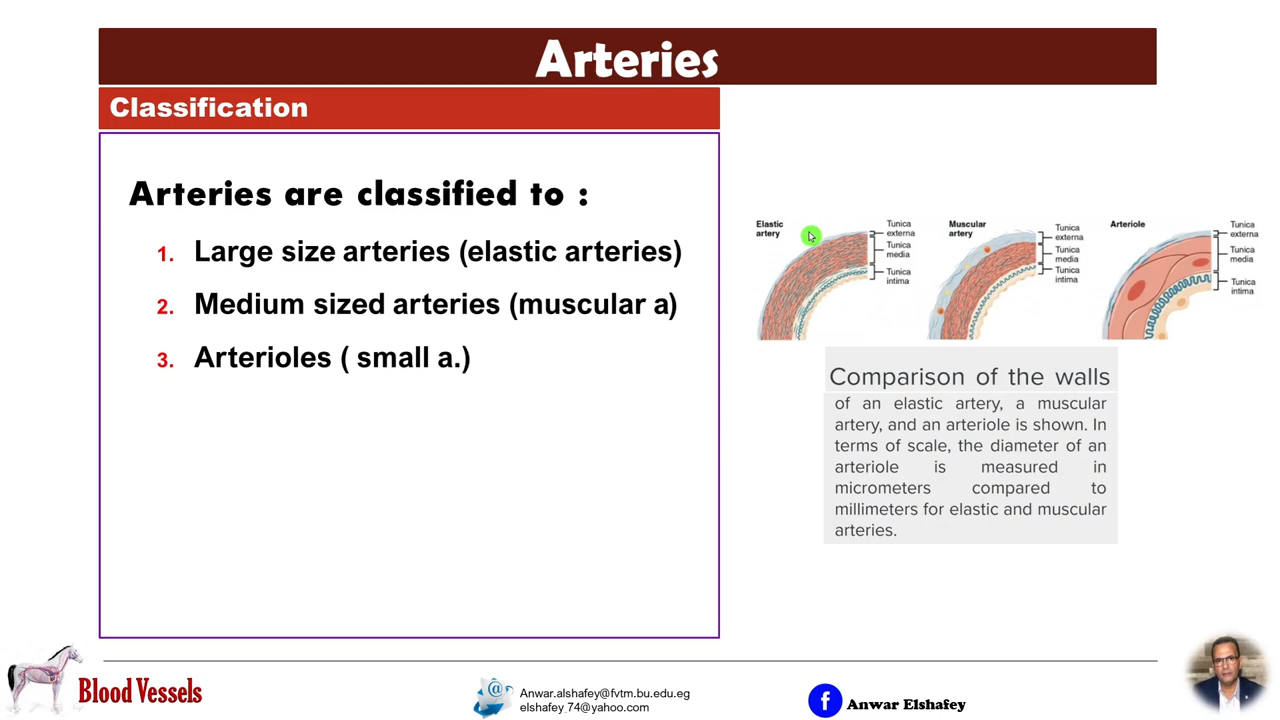 Arteries
Classification
Arteries are classified to :
1. Large size arteries (elastic arteries)
2. Medium sized arteries (muscular a)
3. Arterioles ( small a.)
Elastic
artery
Tunica
externa
Tunica
media
Tunica
intima
Muscular
artery
Tunica
externa
Tunica
media
Tunica
intima
Arteriole
Tunica
externa
Tunica
media
Tunica
intima
Comparison of the walls
of an elastic artery, a muscular
artery, and an arteriole is shown. In
terms of scale, the diameter of an
arteriole is measured in
micrometers compared to
millimeters for elastic and muscular
arteries.
Blood Vessels
@
Anwar.alshafey@fvtm.bu.edu.eg
elshafey_74@yahoo.com
f
Anwar Elshafey